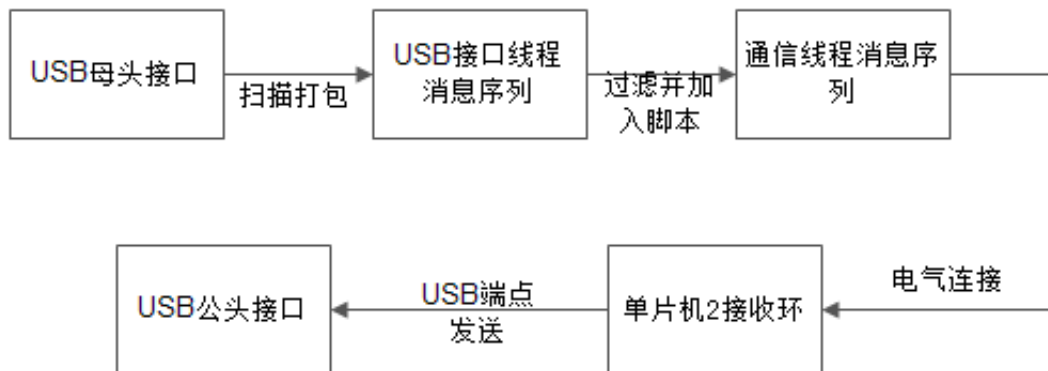 USB母头接口
扫描打包
USB接口线程
消息序列
过滤并加
入脚本
通信线程消息序
列
电气连接
单片机2接收环
USB端点
发送
USB公头接口